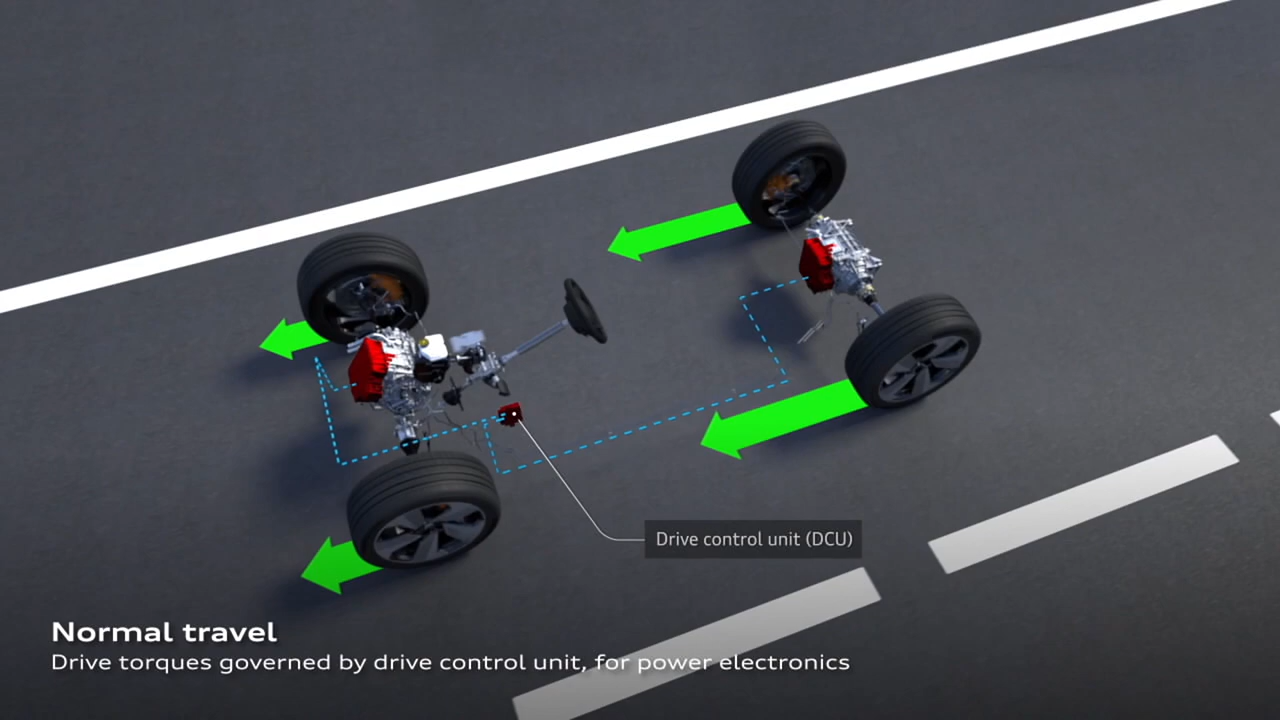 Drive control unit (DCU)
Normal travel
Drive torques governed by drive control unit, for power electronics